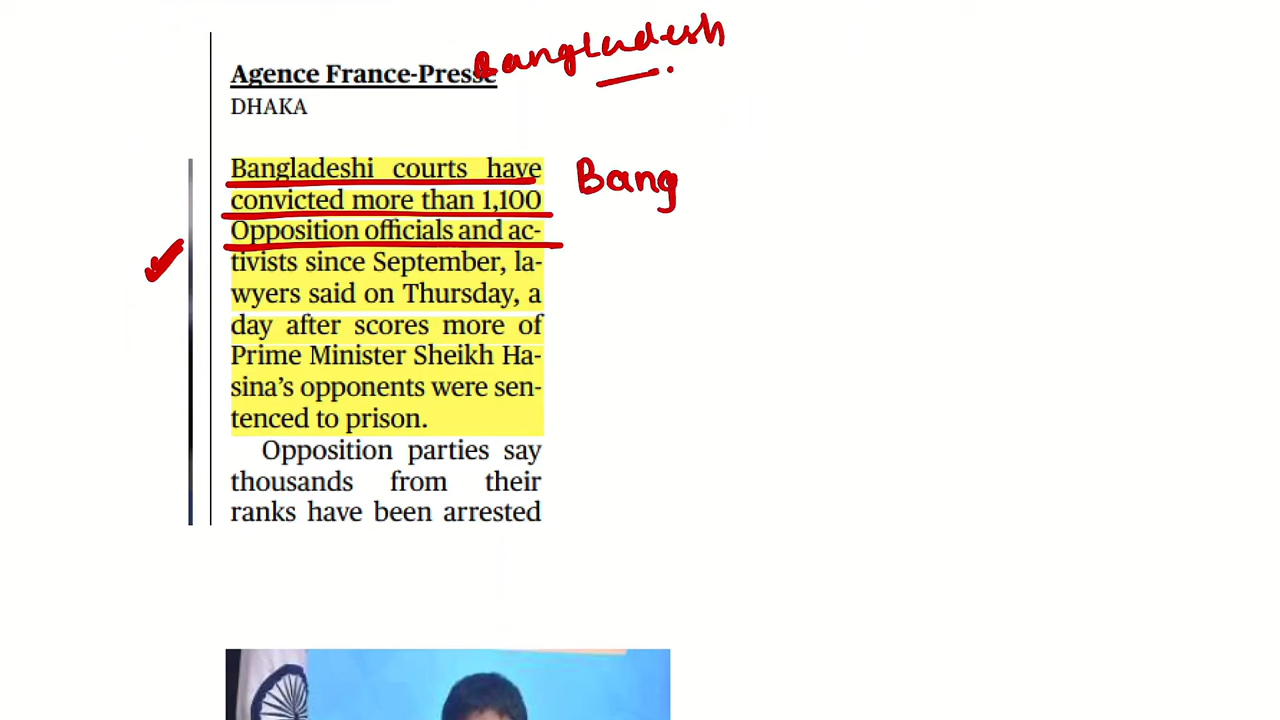 Bangladesh
Agence France-Presse
DHAKA
Bangladeshi courts have
convicted more than 1,100
Opposition officials and ac-
tivists since September, la-
wyers said on Thursday, a
day after scores more of
Prime Minister Sheikh Ha-
sina’s opponents were sen-
tenced to prison.
Bang
Opposition parties say
thousands from their
ranks have been arrested